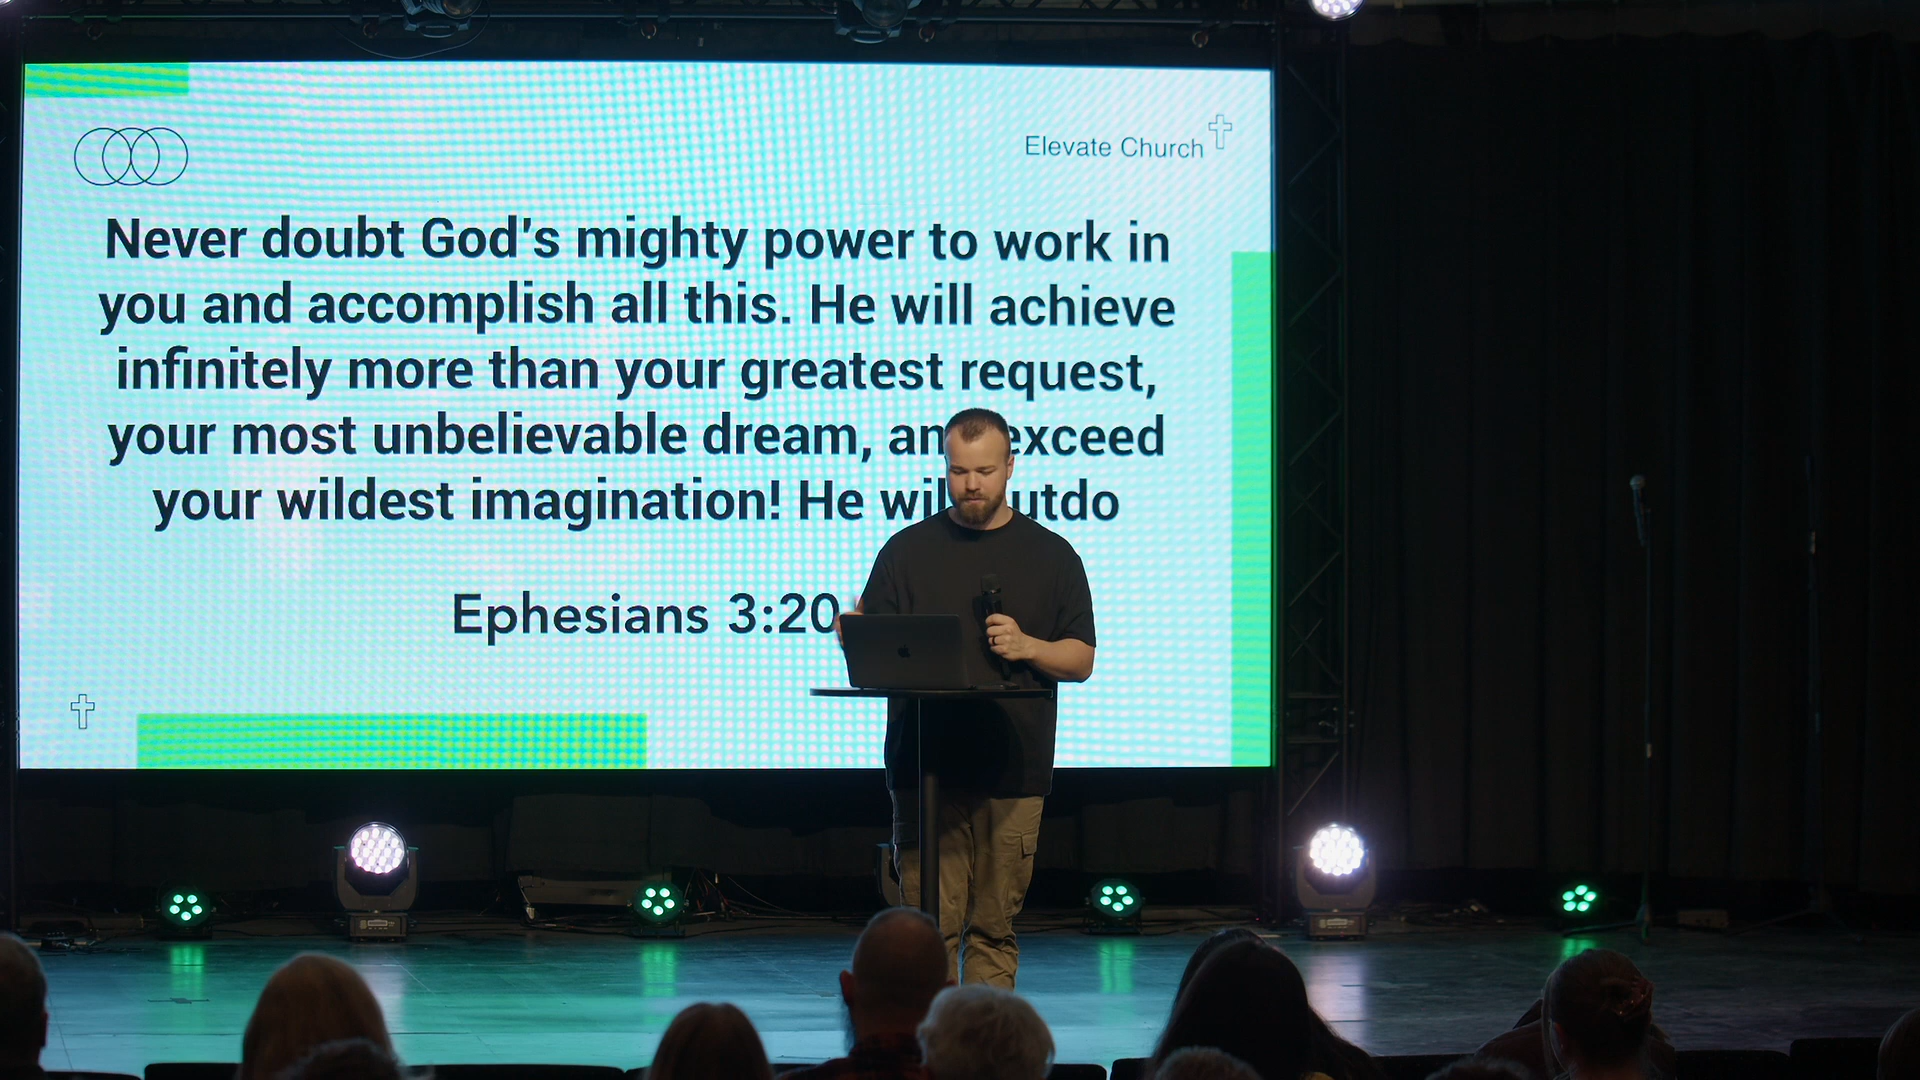 Elevate Church
Never doubt God's mighty power to work in
you and accomplish all this. He will achieve
infinitely more than your greatest request,
your most unbelievable dream, exceed
your wildest imagination! He
Ephesians 3:20